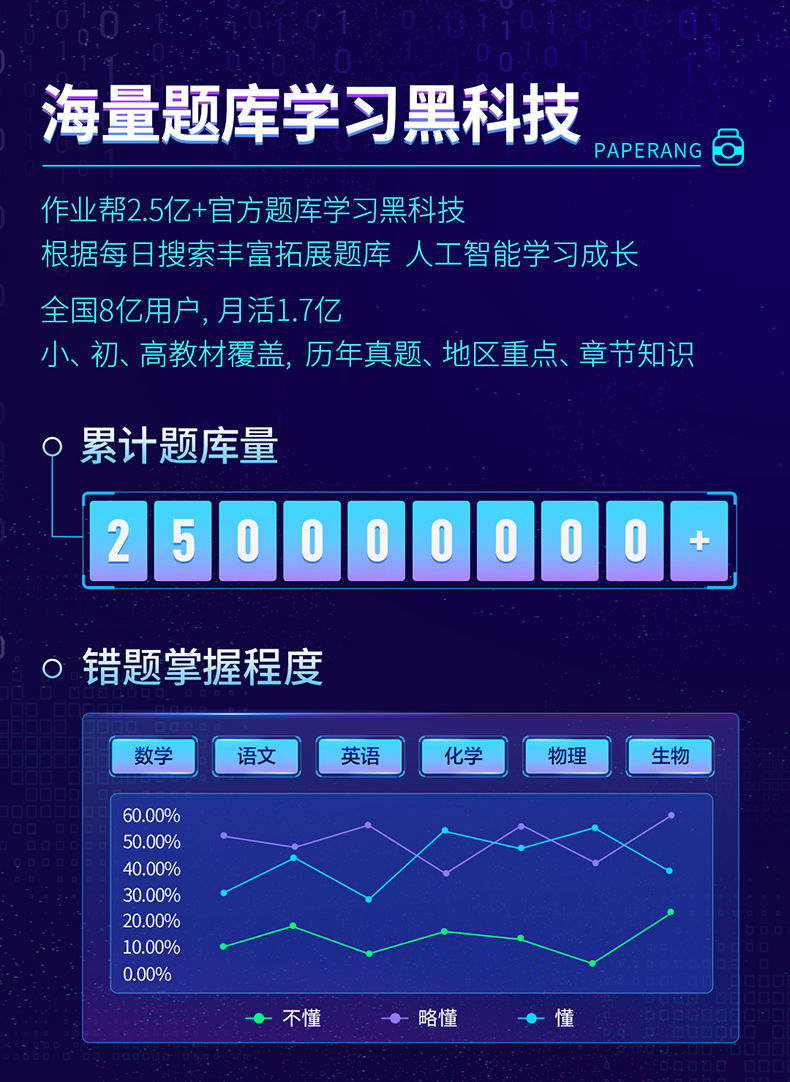 海量题库学习黑科技
PAPERANG
作业帮2.5亿+官方题库学习黑科技
根据每日搜索丰富拓展题库 人工智能学习成长
全国8亿用户, 月活1.7亿
小、初、高教材覆盖, 历年真题、地区重点、章节知识
累计题库量
250000000+
错题掌握程度
数学 语文 英语 化学 物理 生物
60.00%
50.00%
40.00%
30.00%
20.00%
10.00%
0.00%
不懂 略懂 懂